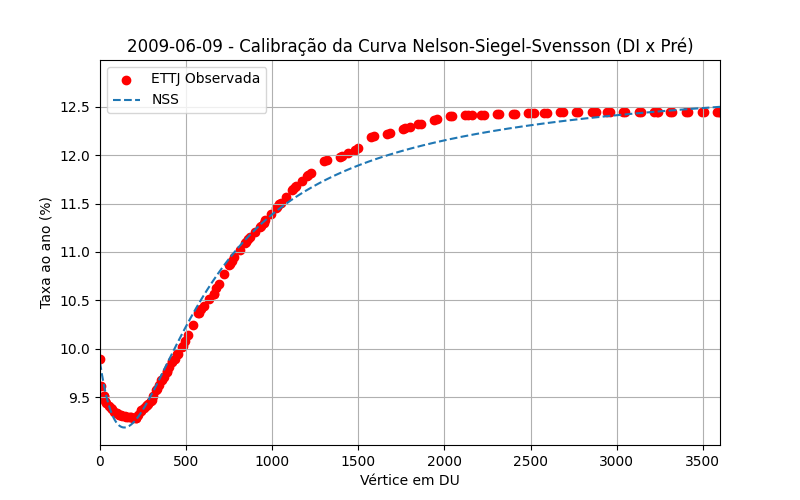 2009-06-09 - Calibração da Curva Nelson-Siegel-Svensson (DI x Pré)
ETTJ Observada
NSS
Taxa ao ano (%)
12.5
12.0
11.5
11.0
10.5
10.0
9.5
0 500 1000 1500 2000 2500 3000 3500
Vértice em DU